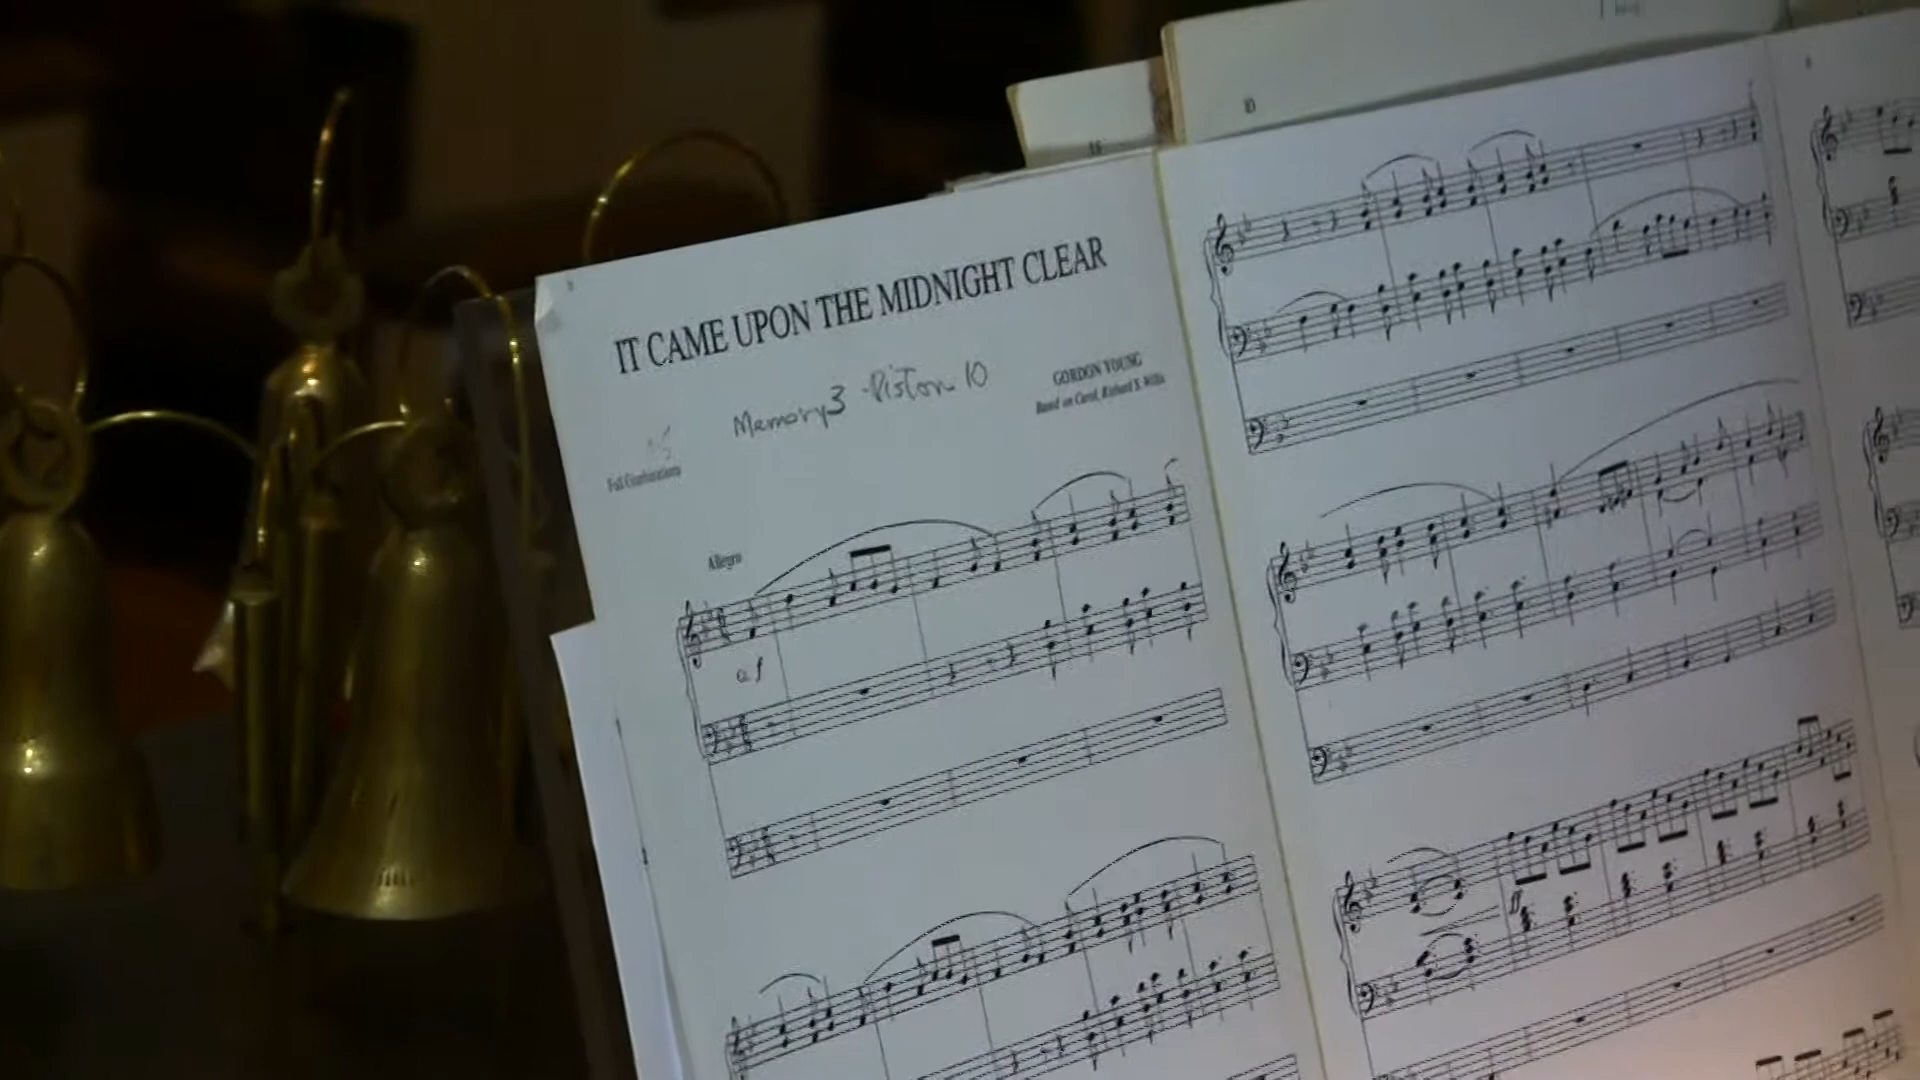 IT CAME UPON THE MIDNIGHT CLEAR
Memory 3 - Piston 10
GORDON YOUNG
Based on Carol, Richard S. Willis
Full Combinations
Allegro
f
10
ff